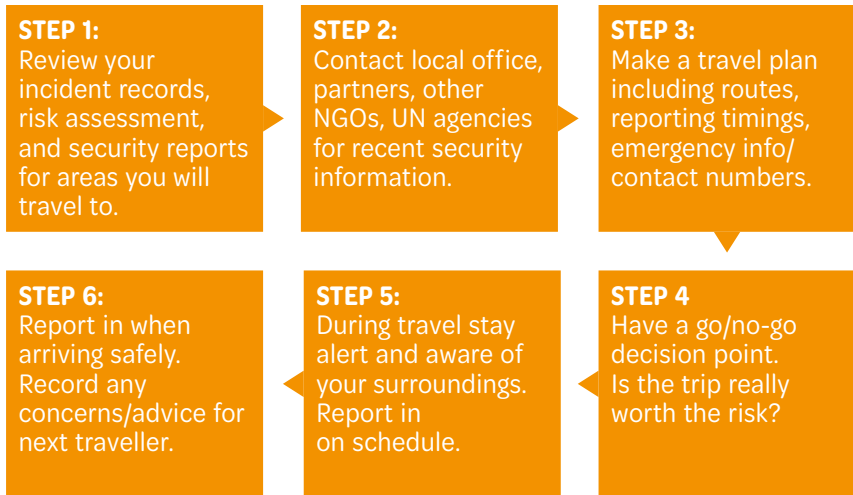 STEP 1:
Review your
incident records,
risk assessment,
and security reports
for areas you will
travel to.
STEP 2:
Contact local office,
partners, other
NGOs, UN agencies
for recent security
information.
STEP 3:
Make a travel plan
including routes,
reporting timings,
emergency info/
contact numbers.
STEP 4
Have a go/no-go
decision point.
Is the trip really
worth the risk?
STEP 5:
During travel stay
alert and aware of
your surroundings.
Report in
on schedule.
STEP 6:
Report in when
arriving safely.
Record any
concerns/advice for
next traveller.